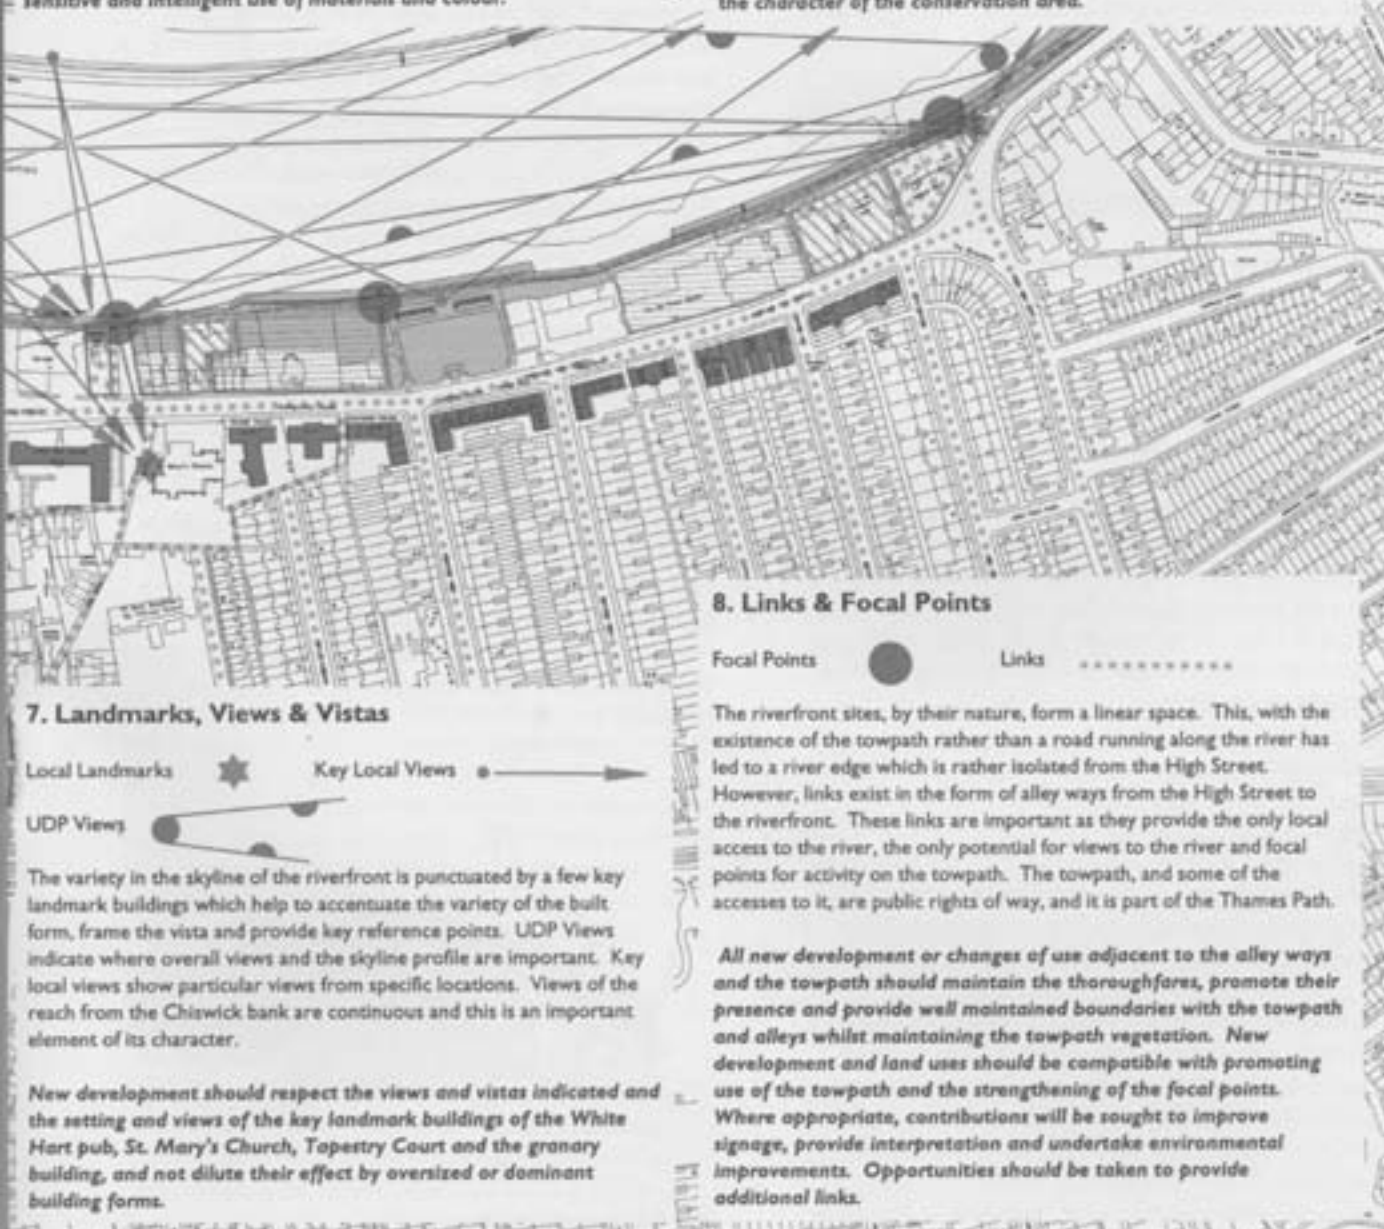 sensitive and intelligent use of materials and colour.
the character of the conservation area.
7. Landmarks, Views & Vistas
Local Landmarks
Key Local Views
UDP Views
The variety in the skyline of the riverfront is punctuated by a few key
landmark buildings which help to accentuate the variety of the built
form, frame the vista and provide key reference points. UDP Views
indicate where overall views and the skyline profile are important. Key
local views show particular views from specific locations. Views of the
reach from the Chiswick bank are continuous and this is an important
element of its character.
New development should respect the views and vistas indicated and
the setting and views of the key landmark buildings of the White
Hart pub, St. Mary's Church, Tapestry Court and the granary
building, and not dilute their effect by oversized or dominant
building forms.
8. Links & Focal Points
Focal Points
Links
The riverfront sites, by their nature, form a linear space. This, with the
existence of the towpath rather than a road running along the river has
led to a river edge which is rather isolated from the High Street.
However, links exist in the form of alley ways from the High Street to
the riverfront. These links are important as they provide the only local
access to the river, the only potential for views to the river and focal
points for activity on the towpath. The towpath, and some of the
accesses to it, are public rights of way, and it is part of the Thames Path.
All new development or changes of use adjacent to the alley ways
and the towpath should maintain the thoroughfares, promote their
presence and provide well maintained boundaries with the towpath
and alleys whilst maintaining the towpath vegetation. New
development and land uses should be compatible with promoting
use of the towpath and the strengthening of the focal points.
Where appropriate, contributions will be sought to improve
signage, provide interpretation and undertake environmental
improvements. Opportunities should be taken to provide
additional links.